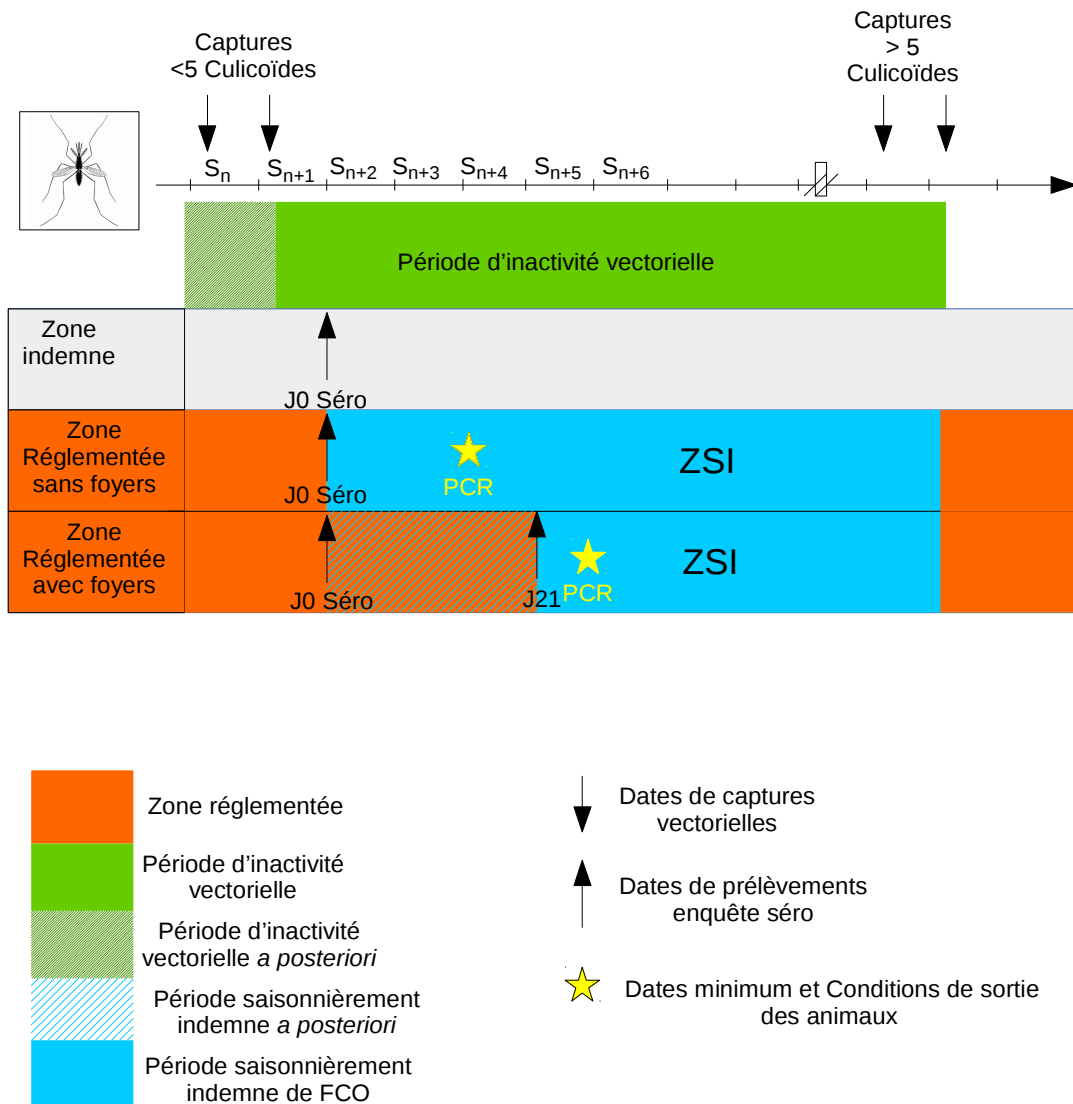 Captures
<5 Culicoïdes
Captures
> 5
Culicoïdes
Sn
Sn+1
Sn+2
Sn+3
Sn+4
Sn+5
Sn+6
Période d’inactivité vectorielle
Zone
indemne
J0 Séro
Zone
Réglementée
sans foyers
J0 Séro
PCR
ZSI
Zone
Réglementée
avec foyers
J0 Séro
J21
PCR
ZSI
Zone réglementée
Période d’inactivité
vectorielle
Période d’inactivité
vectorielle a posteriori
Période saisonnièrement
indemne a posteriori
Période saisonnièrement
indemne de FCO
Dates de captures
vectorielles
Dates de prélèvements
enquête séro
Dates minimum et Conditions de sortie
des animaux